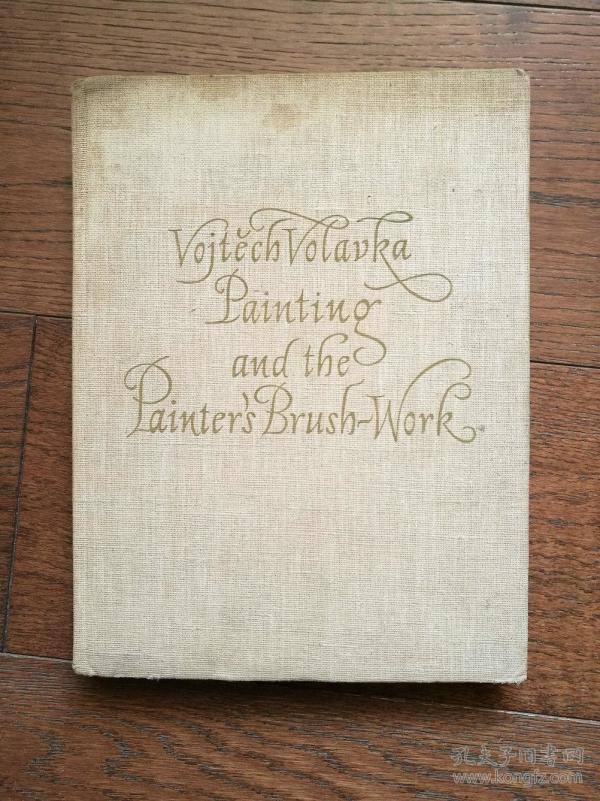 Vojtěch Volavka
Painting
and the
Painter's Brush-Work
孔夫子旧书网
www.kongfz.com